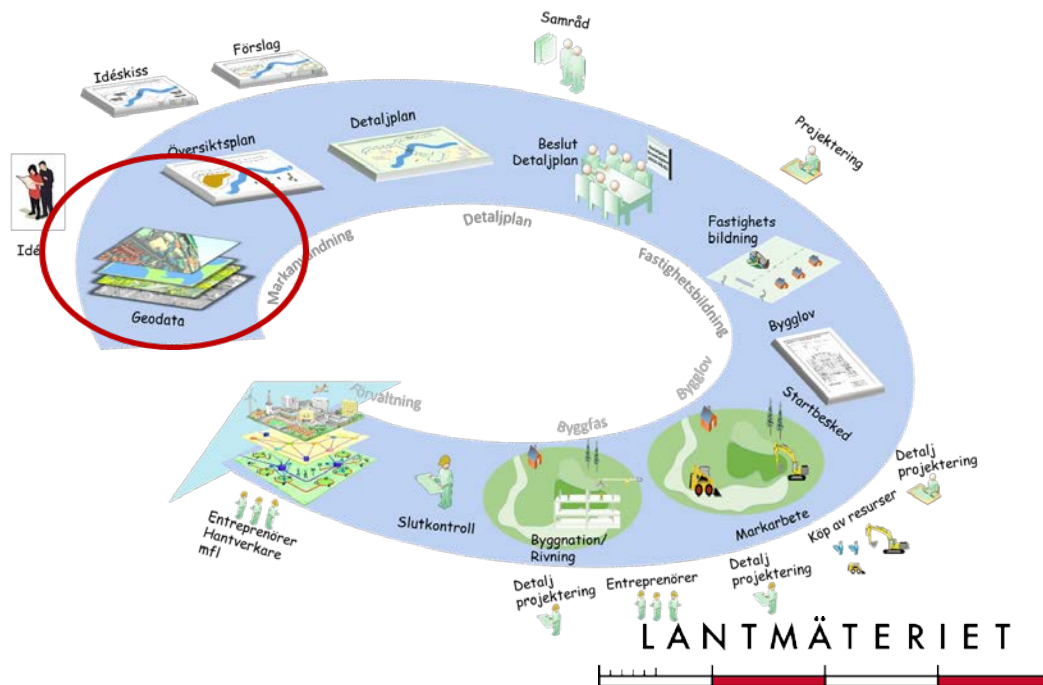 Samråd
Förslag
Idéskiss
Projektering
Detaljplan
Översiktsplan
Beslut
Detaljplan
Idé
Geodata
Markanvändning
Detaljplan
Fastighetsbildning
Fastighets
bildning
Bygglov
Bygglov
Startbesked
Förvaltning
Byggfas
Detalj
projektering
Köp av resurser
Markarbete
Slutkontroll
Byggnation/
Rivning
Entreprenörer
Hantverkare
mfl
Detalj
projektering
Entreprenörer
Detalj
projektering
LANTMÄTERIET